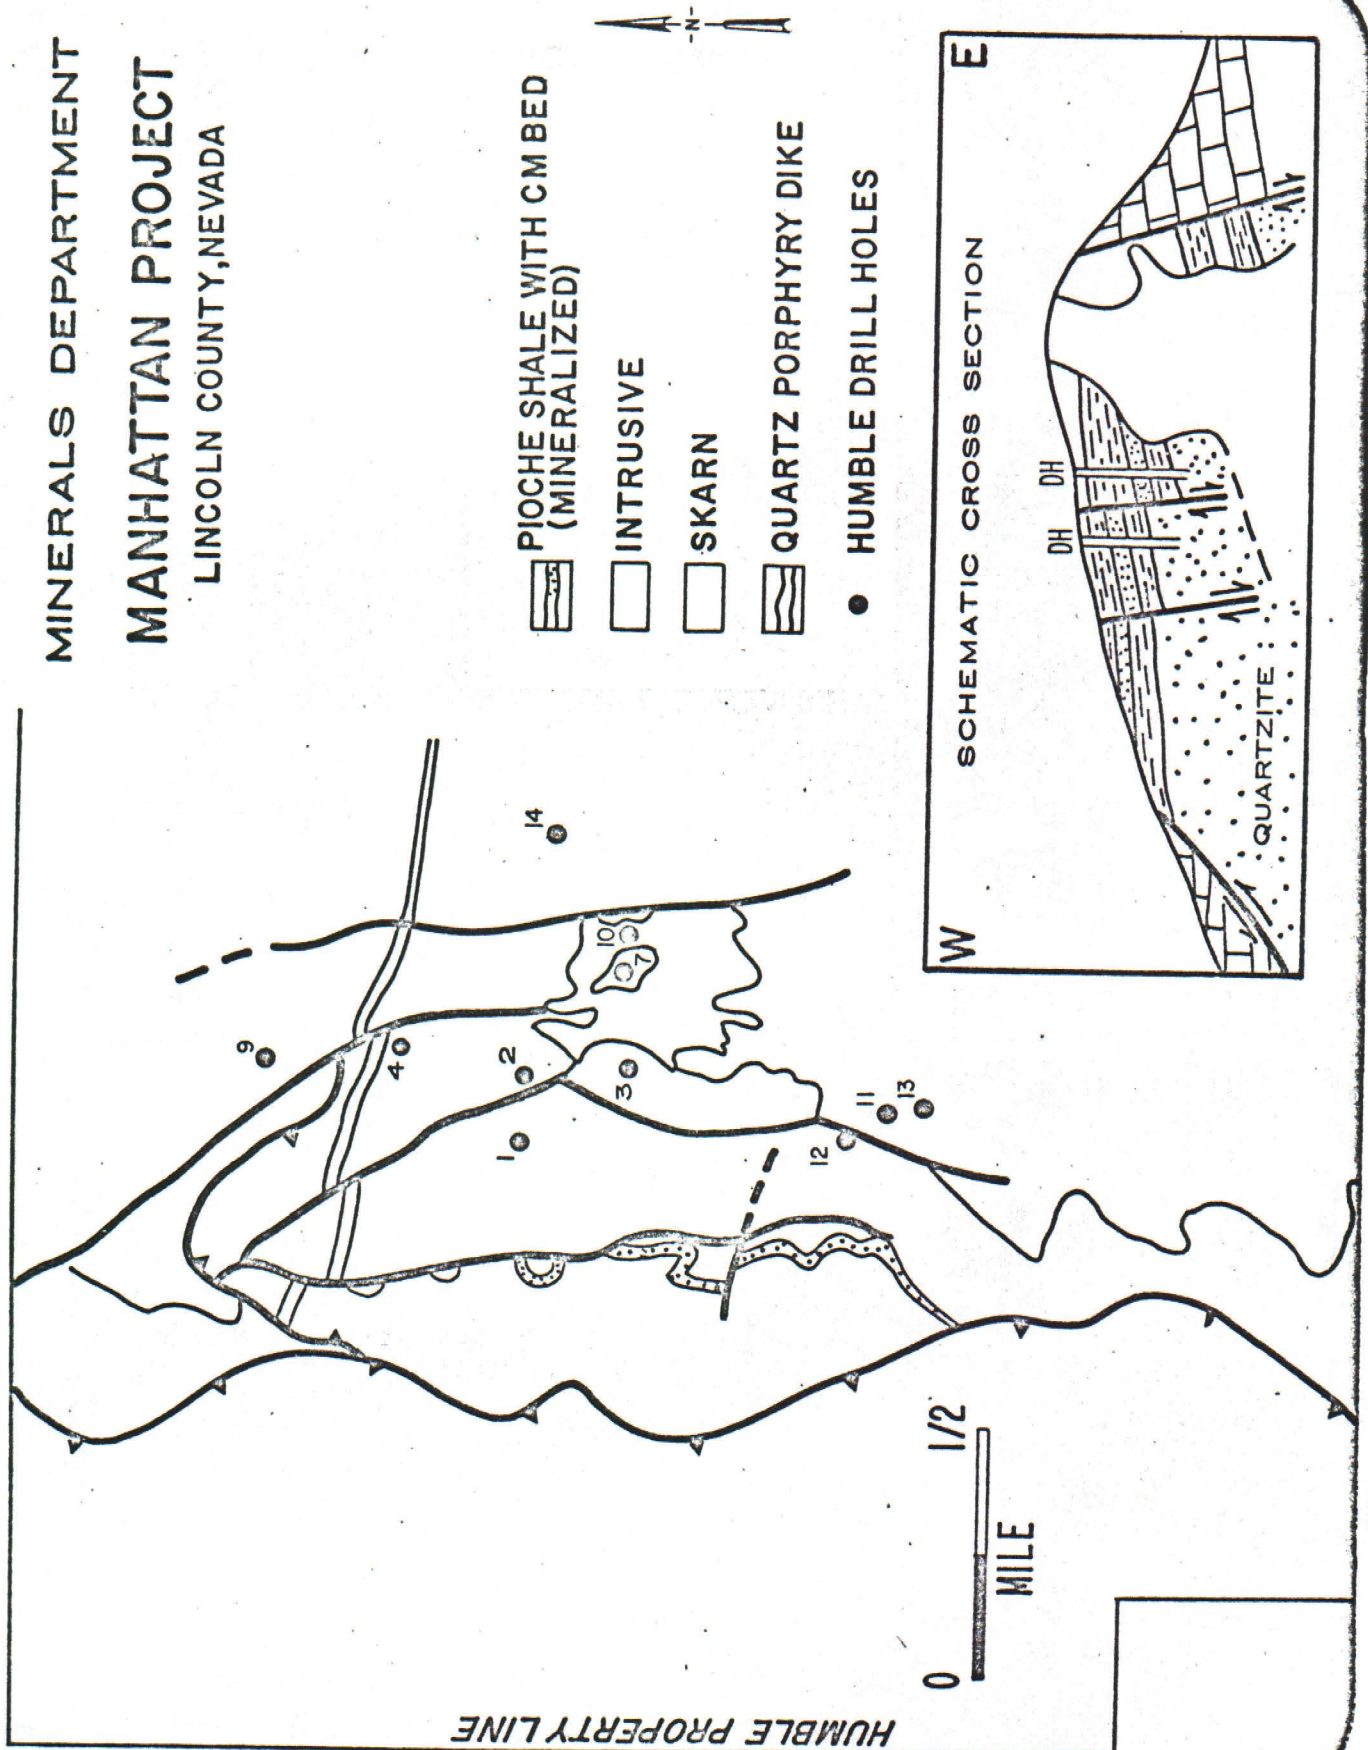 MINERALS DEPARTMENT
MANHATTAN PROJECT
LINCOLN COUNTY, NEVADA
-N-
PIOCHE SHALE WITH CM BED
(MINERALIZED)
INTRUSIVE
SKARN
QUARTZ PORPHYRY DIKE
HUMBLE DRILL HOLES
9
4
14
2
1
10
7
3
12
11
13
HUMBLE PROPERTY LINE
0 1/2
MILE
W E
SCHEMATIC CROSS SECTION
DH DH
QUARTZITE